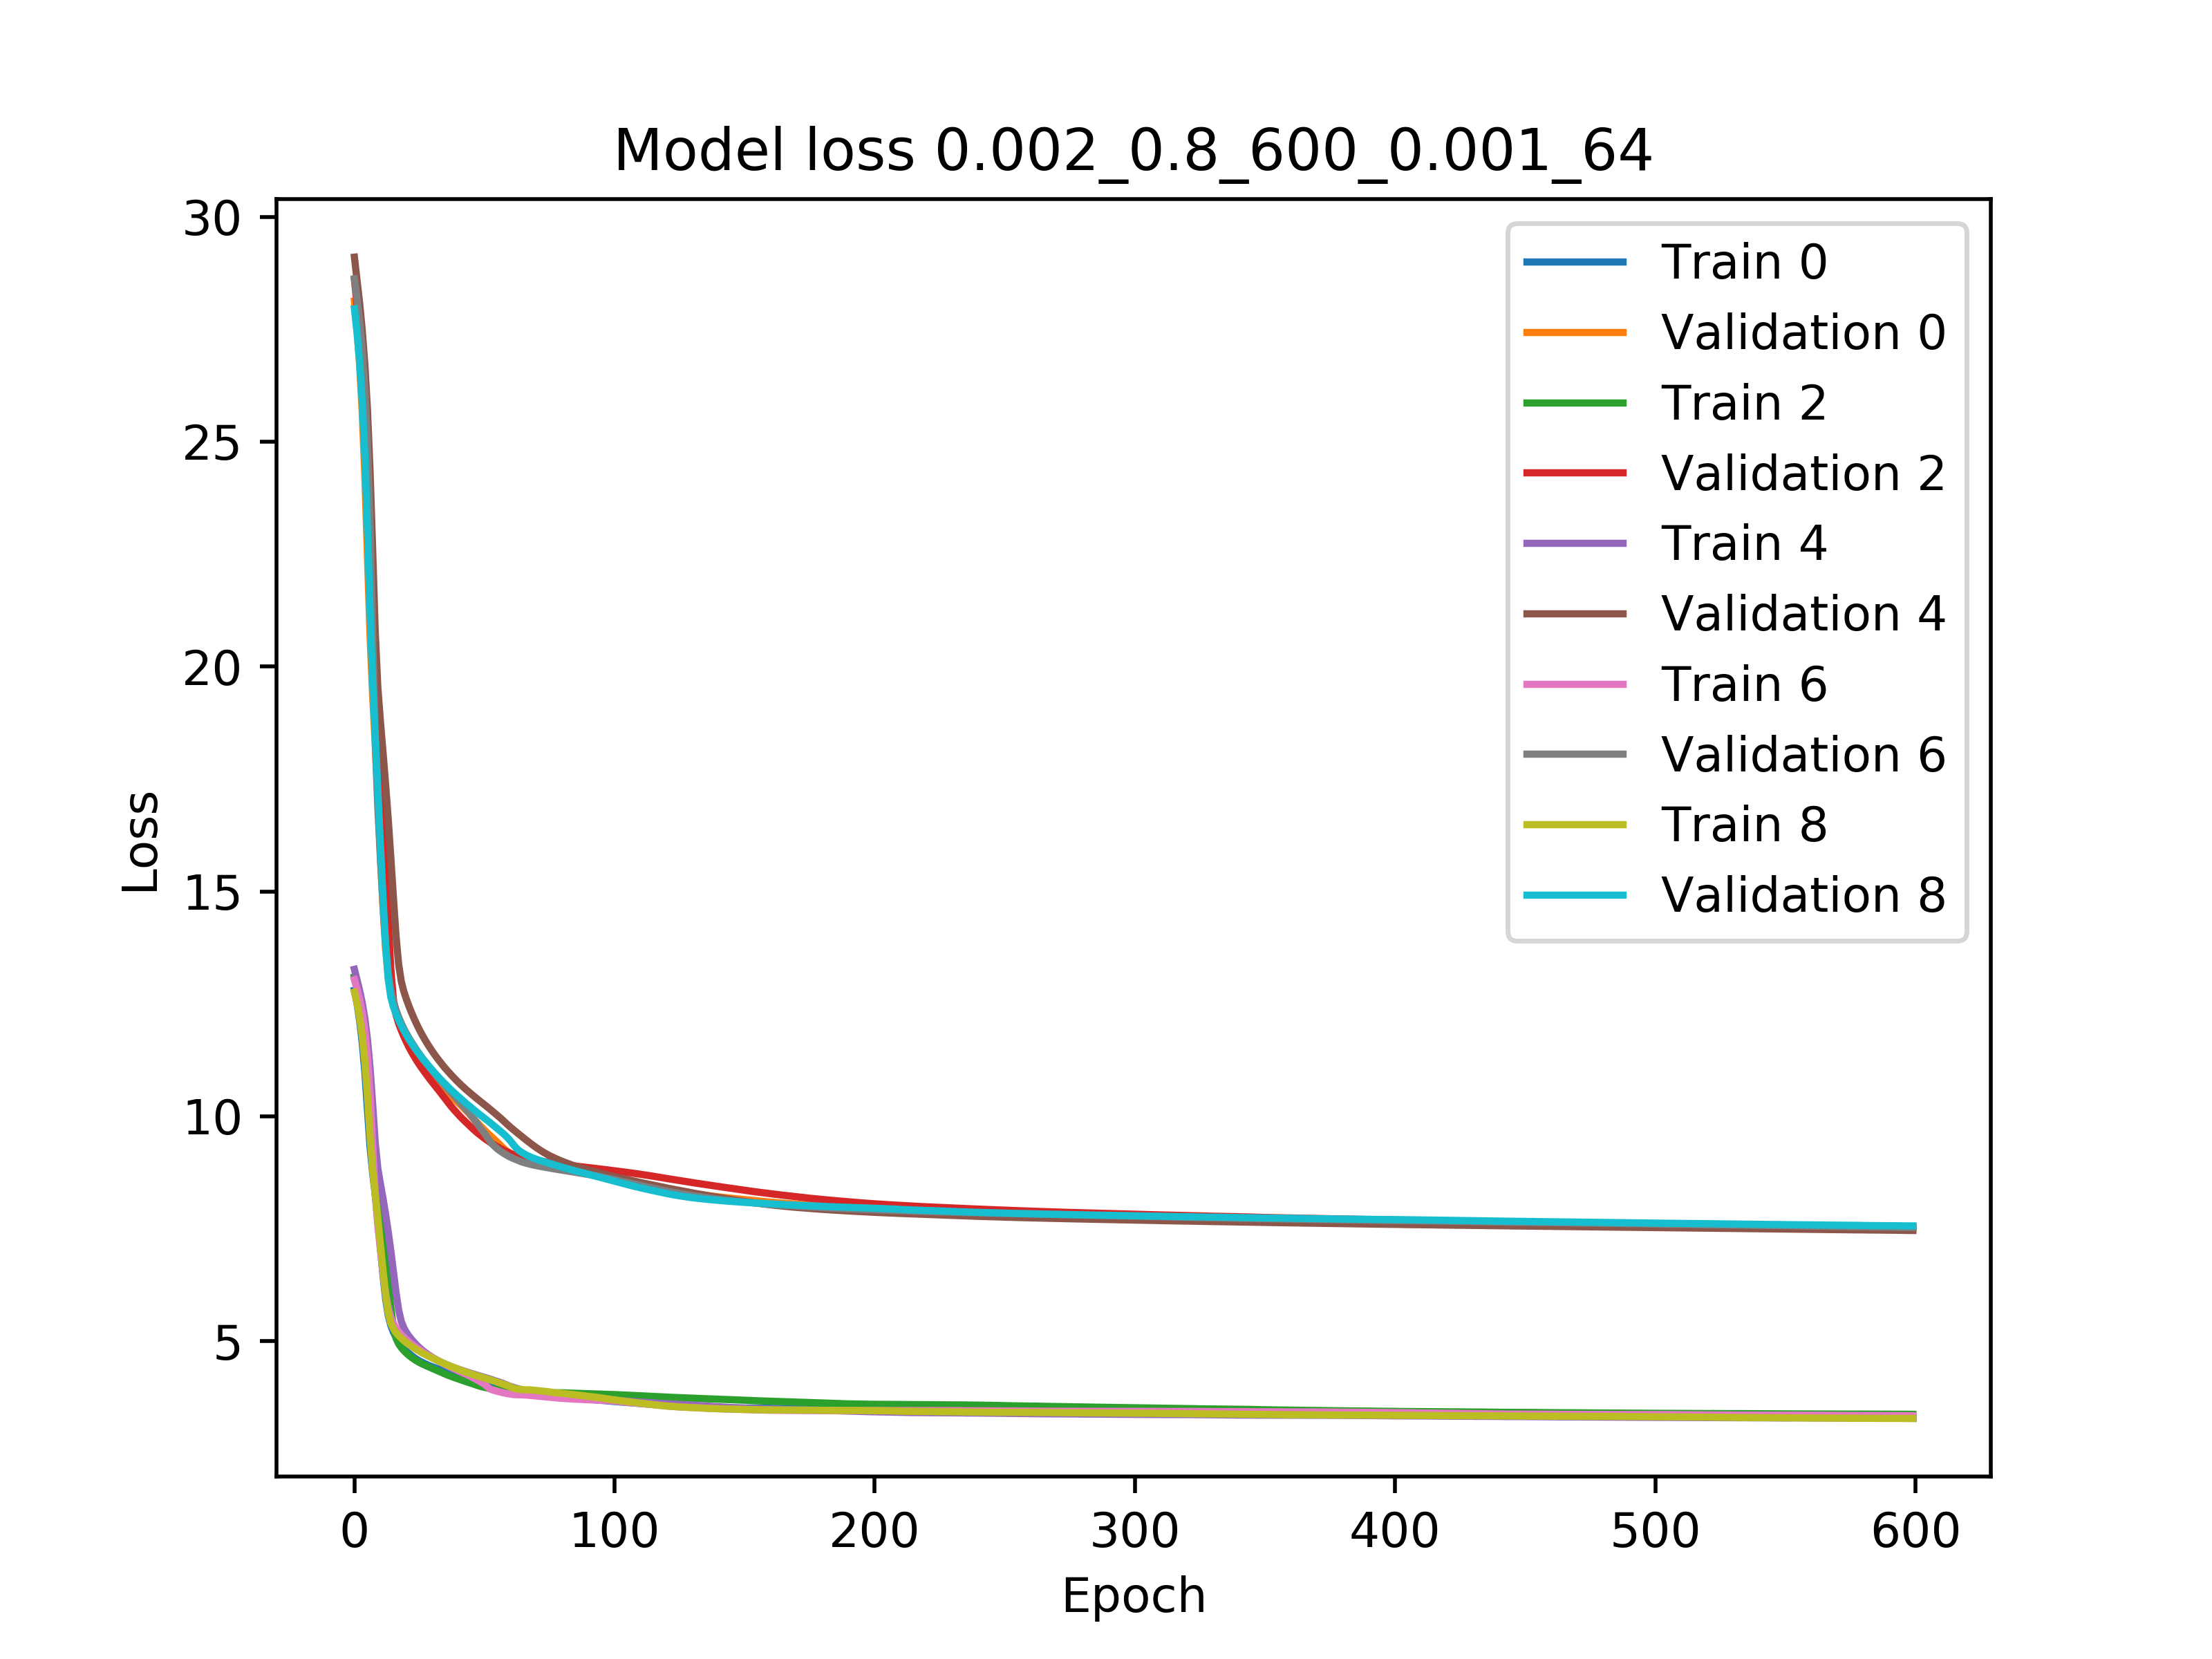 Model loss 0.002_0.8_600_0.001_64
30
25
20
15
10
5
Loss
Train 0
Validation 0
Train 2
Validation 2
Train 4
Validation 4
Train 6
Validation 6
Train 8
Validation 8
0 100 200 300 400 500 600
Epoch